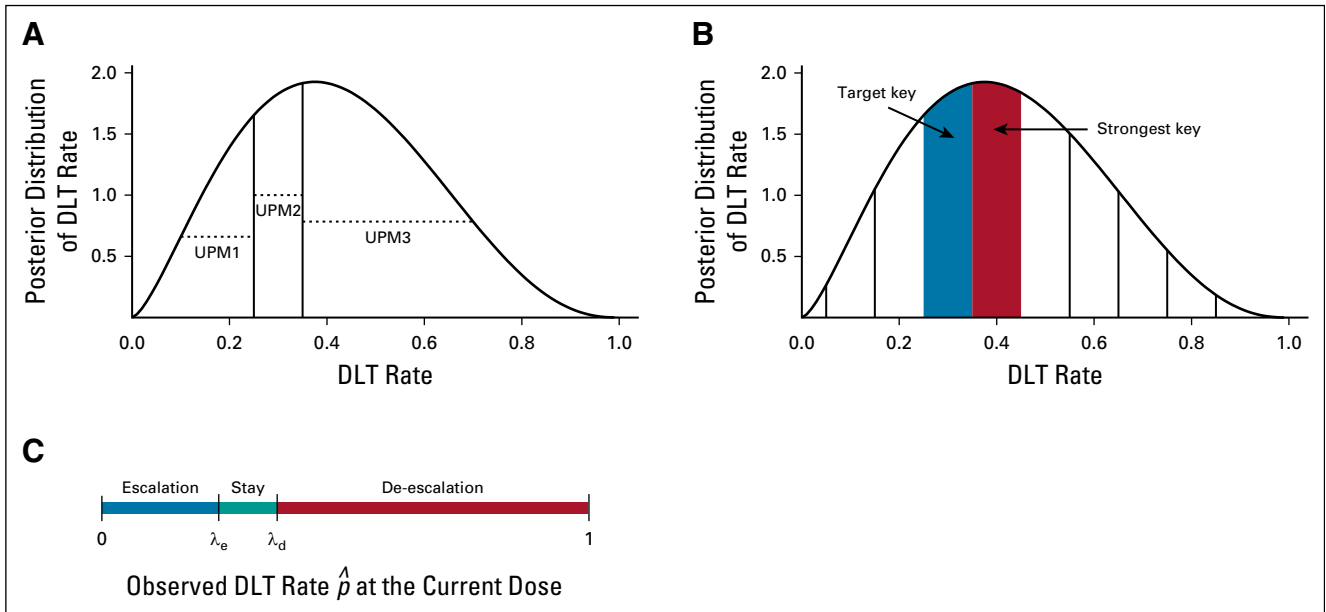 A
Posterior Distribution
of DLT Rate
2.0
1.5
1.0
0.5
UPM1
UPM2
UPM3
0.0 0.2 0.4 0.6 0.8 1.0
DLT Rate
B
Posterior Distribution
of DLT Rate
2.0
1.5
1.0
0.5
Target key
Strongest key
0.0 0.2 0.4 0.6 0.8 1.0
DLT Rate
C
Escalation Stay De-escalation
0 λe λd 1
Observed DLT Rate p̂ at the Current Dose